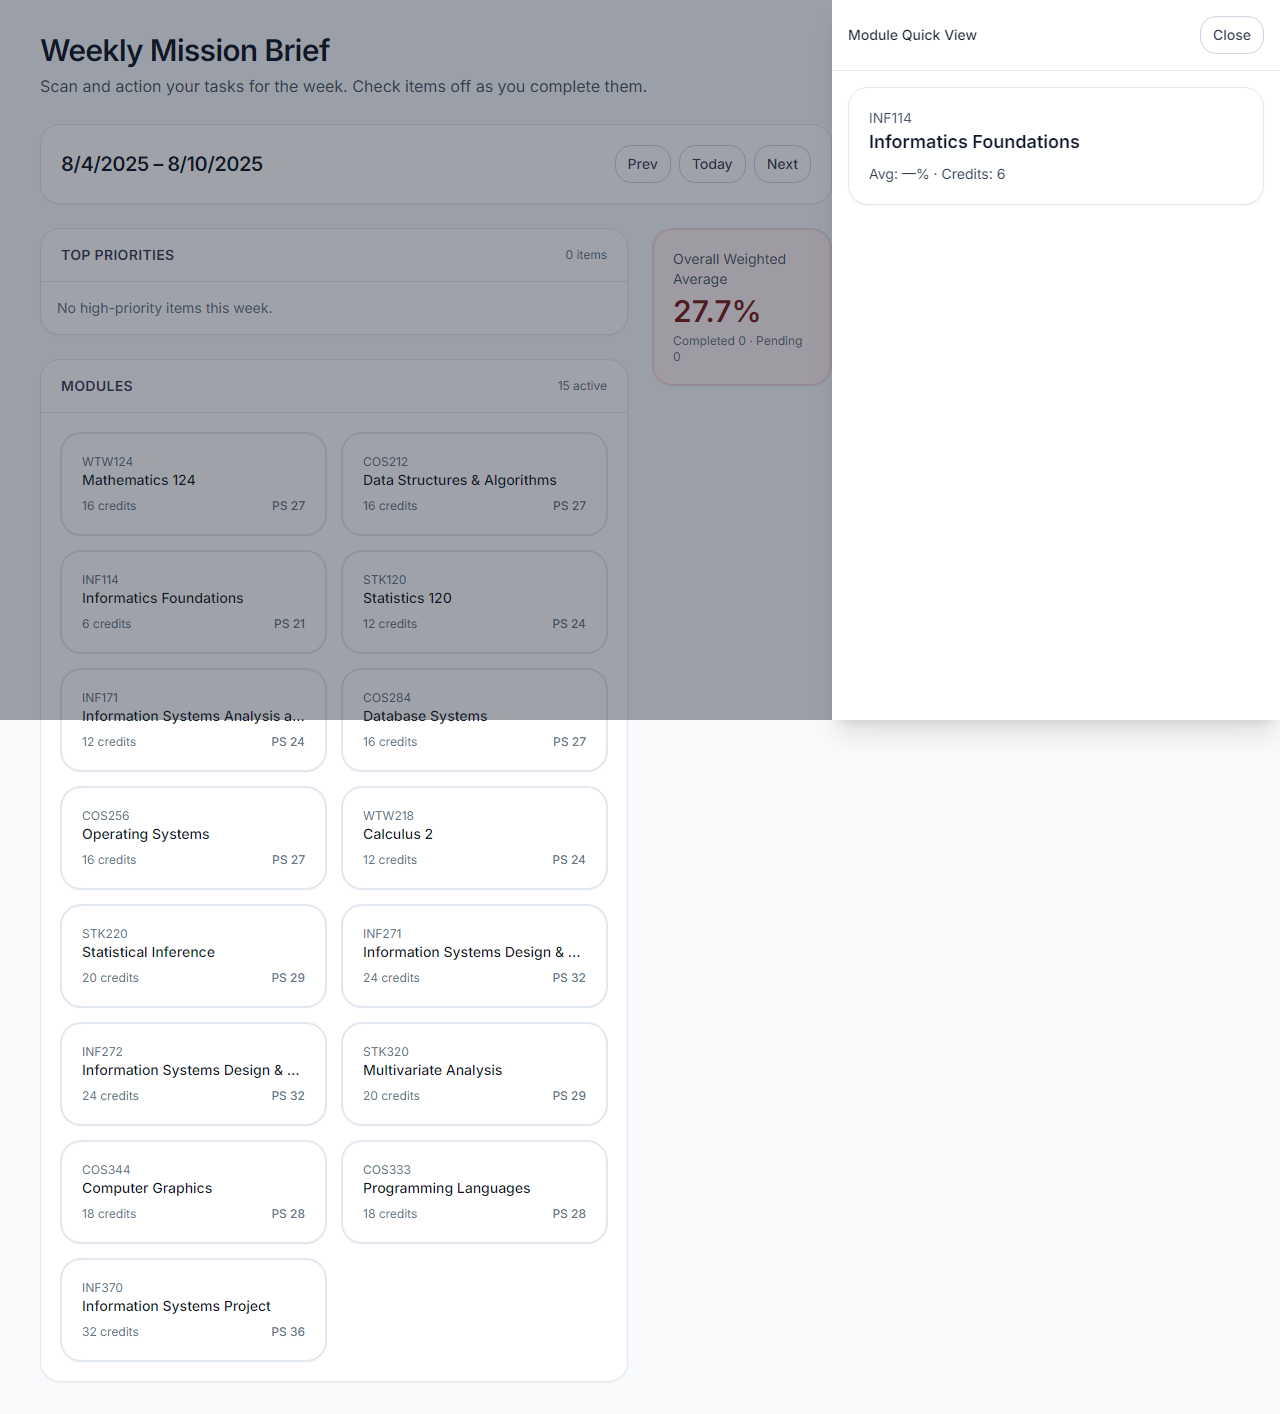 Weekly Mission Brief
Scan and action your tasks for the week. Check items off as you complete them.
8/4/2025 – 8/10/2025
Prev
Today
Next
TOP PRIORITIES
0 items
No high-priority items this week.
Overall Weighted
Average
27.7%
Completed 0 · Pending
0
MODULES
15 active
WTW124
Mathematics 124
16 credits
PS 27
COS212
Data Structures & Algorithms
16 credits
PS 27
INF114
Informatics Foundations
6 credits
PS 21
STK120
Statistics 120
12 credits
PS 24
INF171
Information Systems Analysis a...
12 credits
PS 24
COS284
Database Systems
16 credits
PS 27
COS256
Operating Systems
16 credits
PS 27
WTW218
Calculus 2
12 credits
PS 24
STK220
Statistical Inference
20 credits
PS 29
INF271
Information Systems Design & ...
24 credits
PS 32
INF272
Information Systems Design & ...
24 credits
PS 32
STK320
Multivariate Analysis
20 credits
PS 29
COS344
Computer Graphics
18 credits
PS 28
COS333
Programming Languages
18 credits
PS 28
INF370
Information Systems Project
32 credits
PS 36
Module Quick View
Close
INF114
Informatics Foundations
Avg: —% · Credits: 6